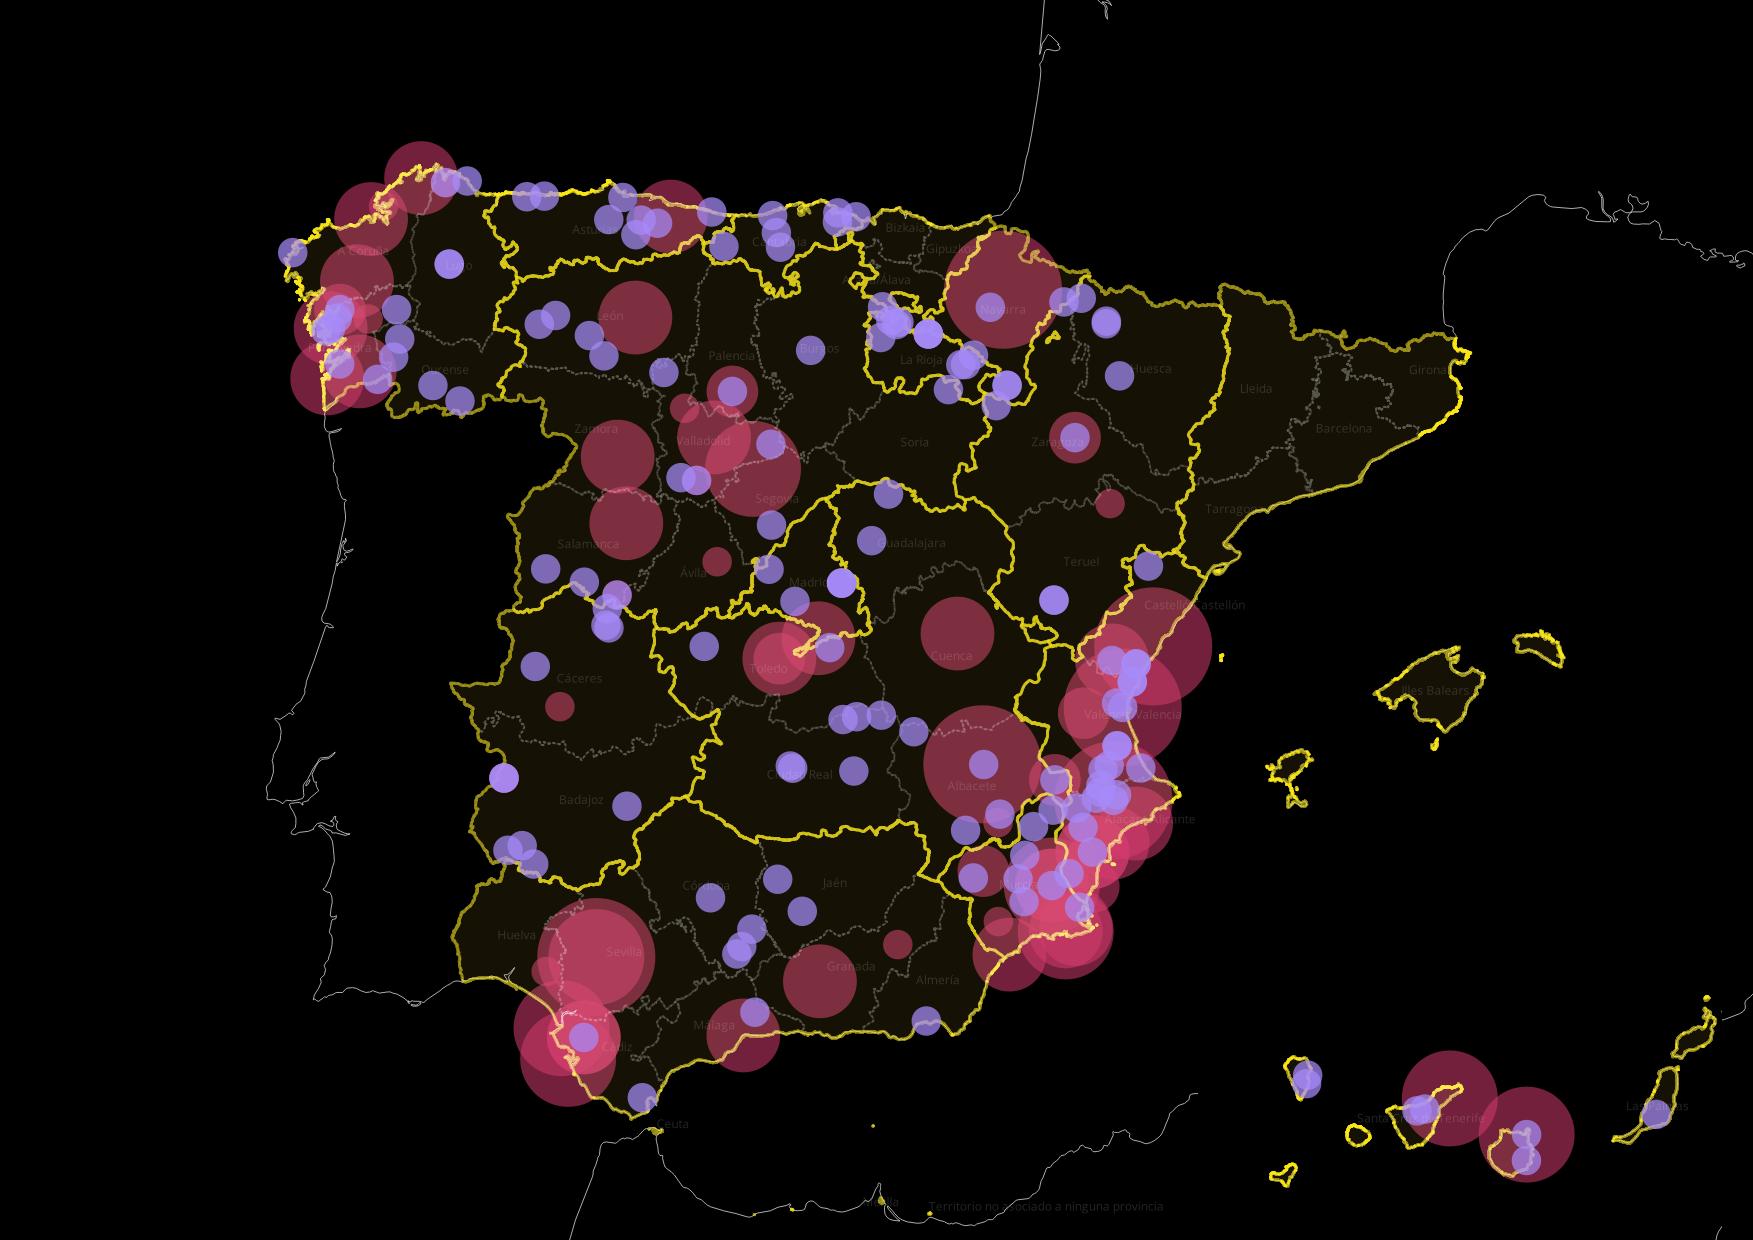 Asturias
Cantabria
Bizkaia
Gipuzkoa
A Coruña
Lugo
Álava
León
Navarra
Palencia
Burgos
La Rioja
Huesca
Ourense
Lleida
Girona
Zamora
Valladolid
Soria
Zaragoza
Barcelona
Segovia
Tarragona
Salamanca
Guadalajara
Ávila
Madrid
Teruel
Castelló/Castellón
Cuenca
Toledo
Cáceres
Illes Balears
València/Valencia
Ciudad Real
Albacete
Badajoz
Alacant/Alicante
Córdoba
Jaén
Murcia
Huelva
Sevilla
Granada
Almería
Málaga
Cádiz
Las Palmas
Santa Cruz de Tenerife
Ceuta
Territorio no asociado a ninguna provincia